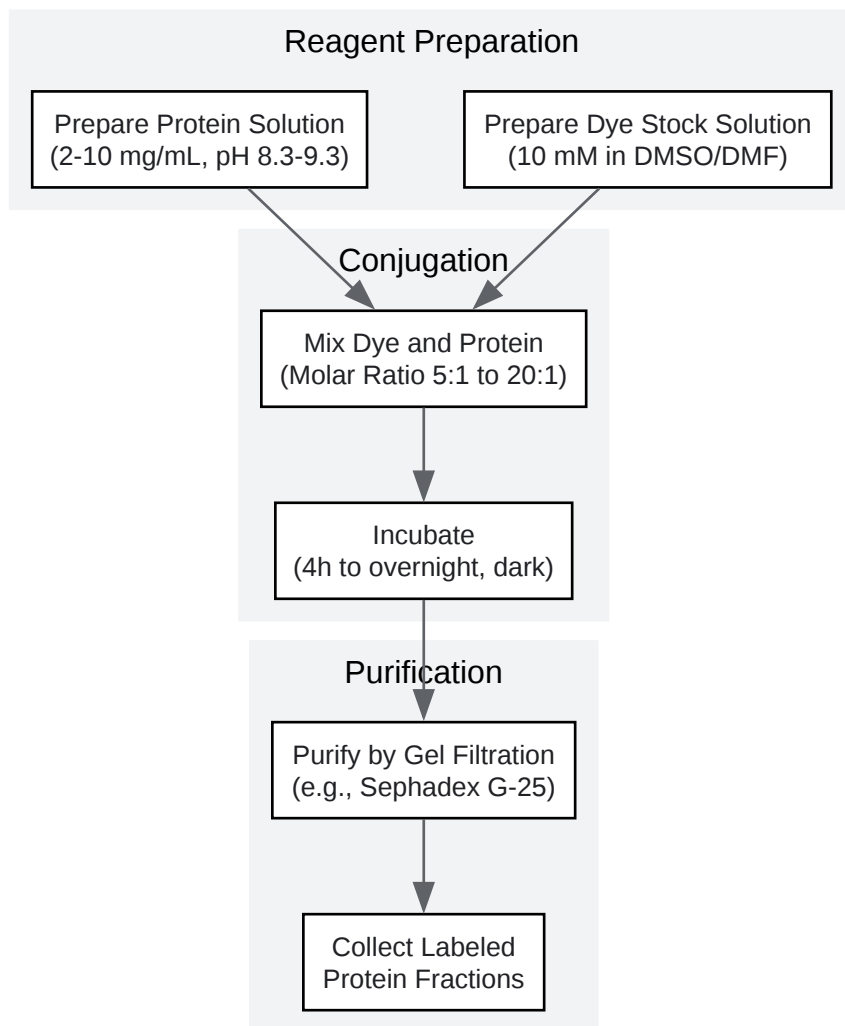 Reagent Preparation
Prepare Protein Solution
(2-10 mg/mL, pH 8.3-9.3)
Prepare Dye Stock Solution
(10 mM in DMSO/DMF)
Conjugation
Mix Dye and Protein
(Molar Ratio 5:1 to 20:1)
Incubate
(4h to overnight, dark)
Purification
Purify by Gel Filtration
(e.g., Sephadex G-25)
Collect Labeled
Protein Fractions